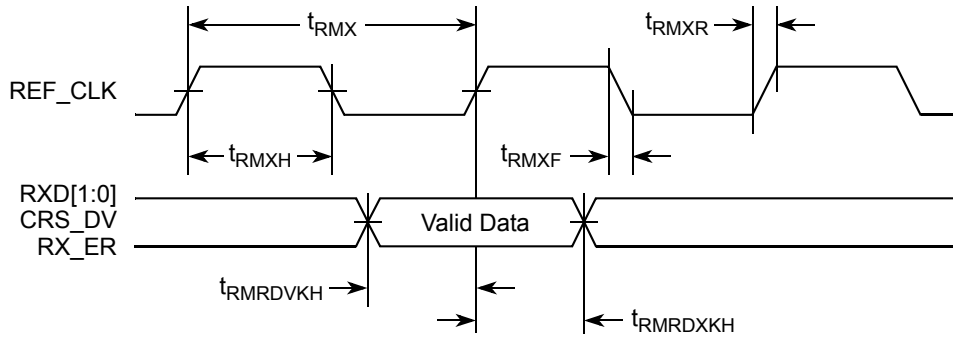 tRMX
tRMXR
REF_CLK
tRMXH
tRMXF
RXD[1:0]
CRS_DV
RX_ER
Valid Data
tRMRDVKH
tRMRDXKH